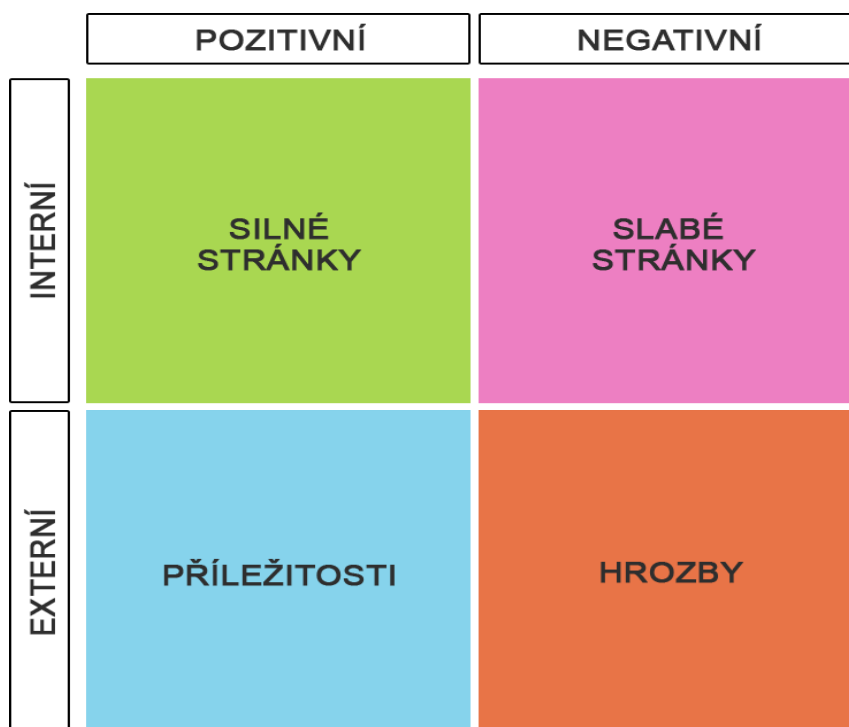 POZITIVNÍ
NEGATIVNÍ
INTERNÍ
SILNÉ
STRÁNKY
SLABÉ
STRÁNKY
EXTERNÍ
PŘÍLEŽITOSTI
HROZBY